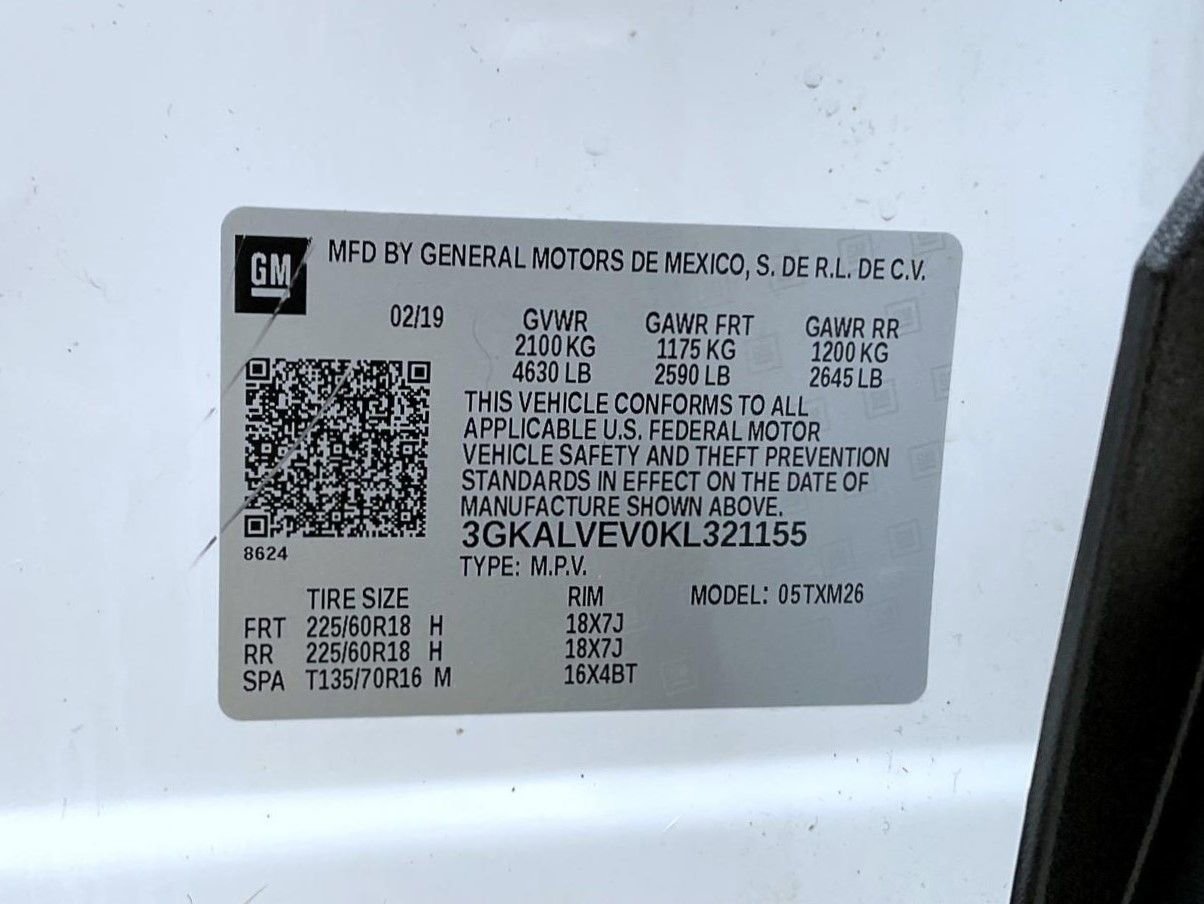 GM MFD BY GENERAL MOTORS DE MEXICO, S. DE R.L. DE C.V.
02/19 GVWR GAWR FRT GAWR RR
2100 KG 1175 KG 1200 KG
4630 LB 2590 LB 2645 LB
THIS VEHICLE CONFORMS TO ALL
APPLICABLE U.S. FEDERAL MOTOR
VEHICLE SAFETY AND THEFT PREVENTION
STANDARDS IN EFFECT ON THE DATE OF
MANUFACTURE SHOWN ABOVE.
3GKALVEV0KL321155
8624
TYPE: M.P.V.
TIRE SIZE RIM MODEL: 05TXM26
FRT 225/60R18 H 18X7J
RR 225/60R18 H 18X7J
SPA T135/70R16 M 16X4BT